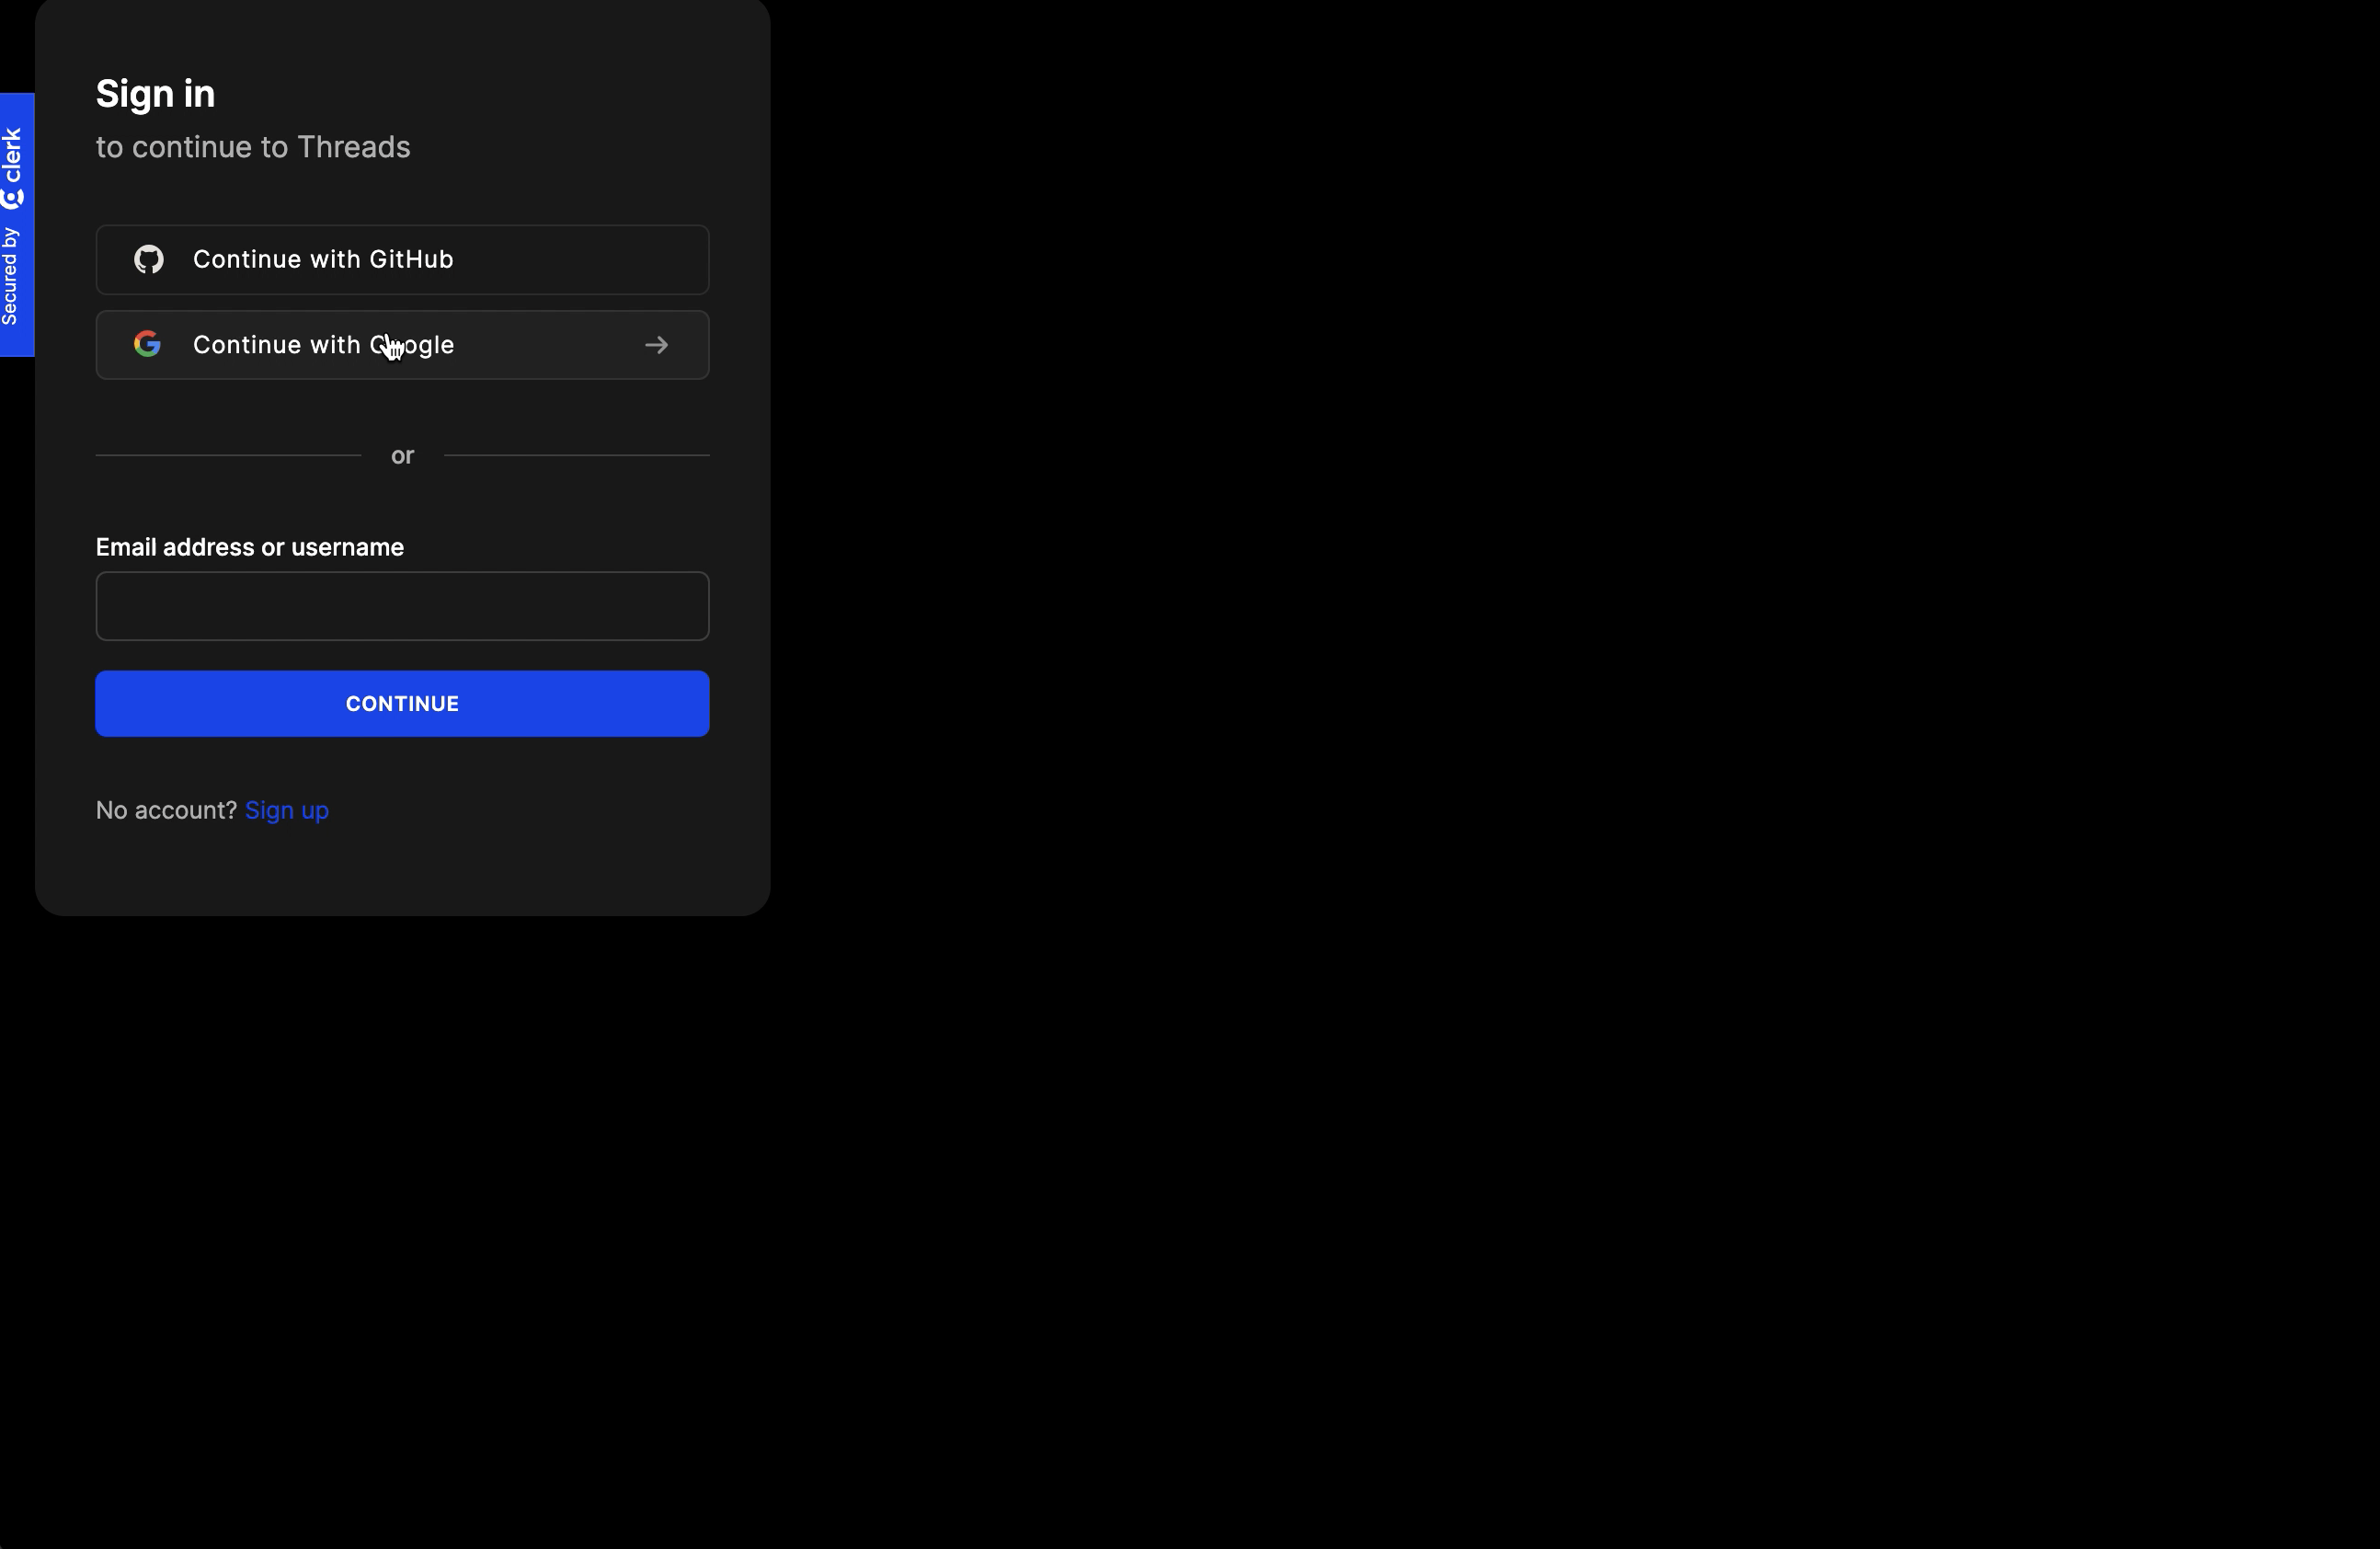 Sign in
to continue to Threads
Secured by clerk
Continue with GitHub
Continue with Google
or
Email address or username
CONTINUE
No account? Sign up